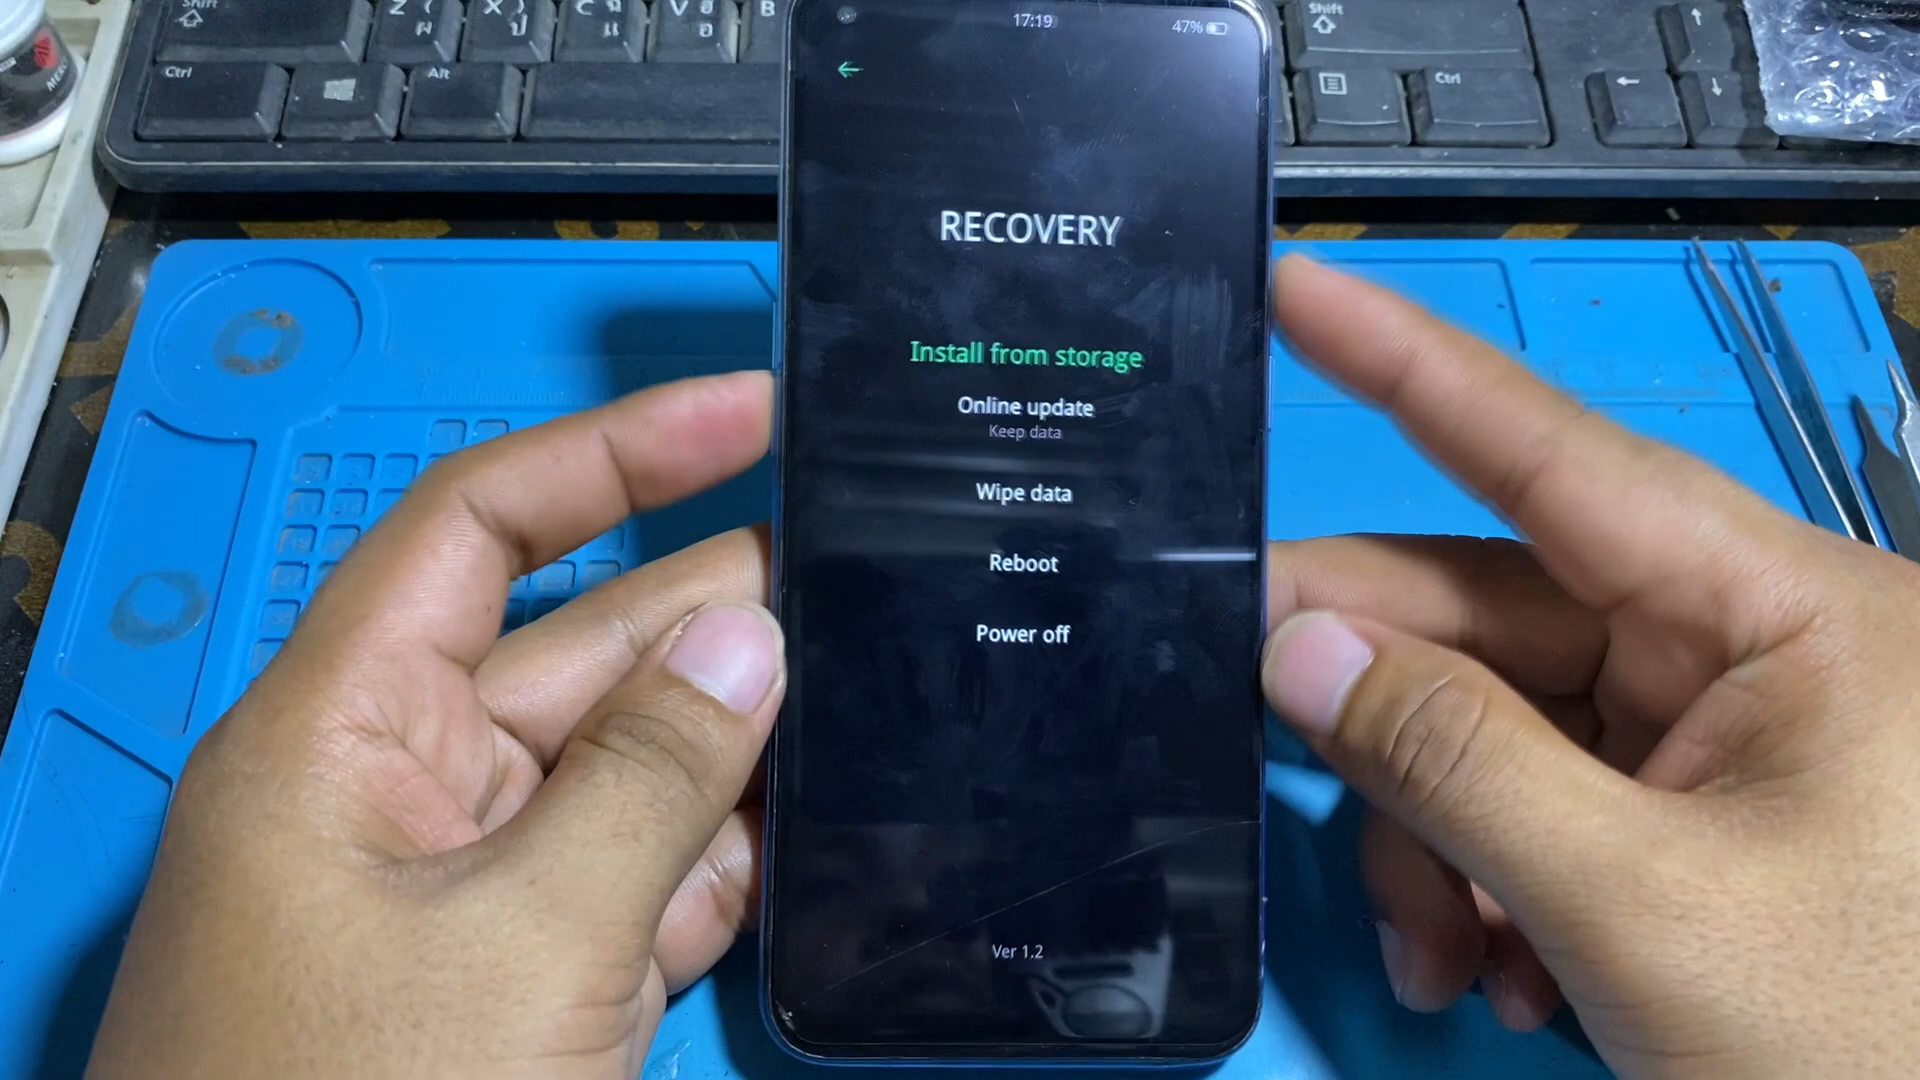 Shift
Z
X
C
V
B
Shift
Ctrl
Alt
Ctrl
17:19
47%
RECOVERY
Install from storage
Online update
Keep data
Wipe data
Reboot
Power off
Ver 1.2